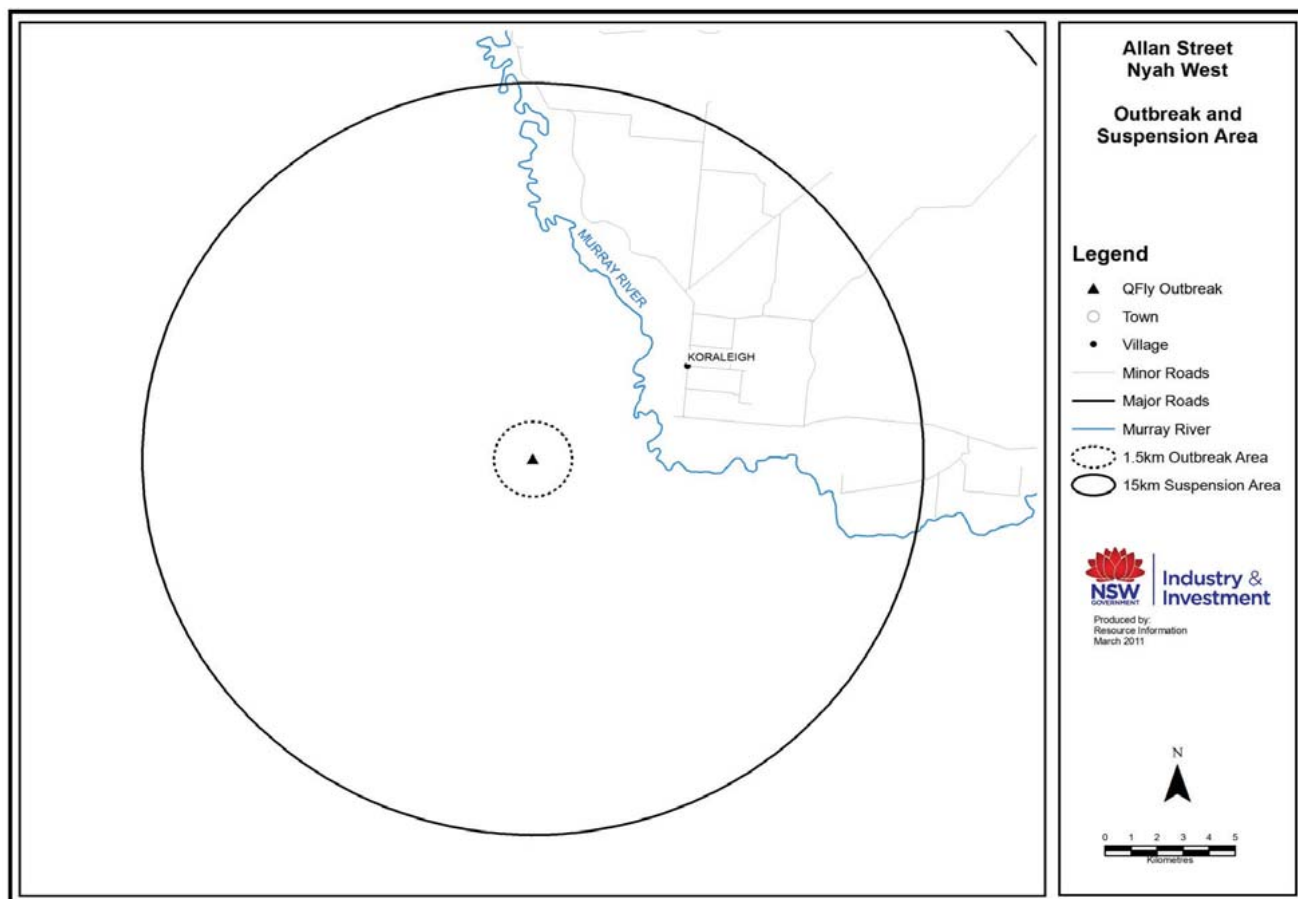 MURRAY RIVER
KORALEIGH
Allan Street
Nyah West
Outbreak and
Suspension Area
Legend
QFly Outbreak
Town
Village
Minor Roads
Major Roads
Murray River
1.5km Outbreak Area
15km Suspension Area
NSW
GOVERNMENT
Industry &
Investment
Produced by:
Resource Information
March 2011
N
0 1 2 3 4 5
Kilometres